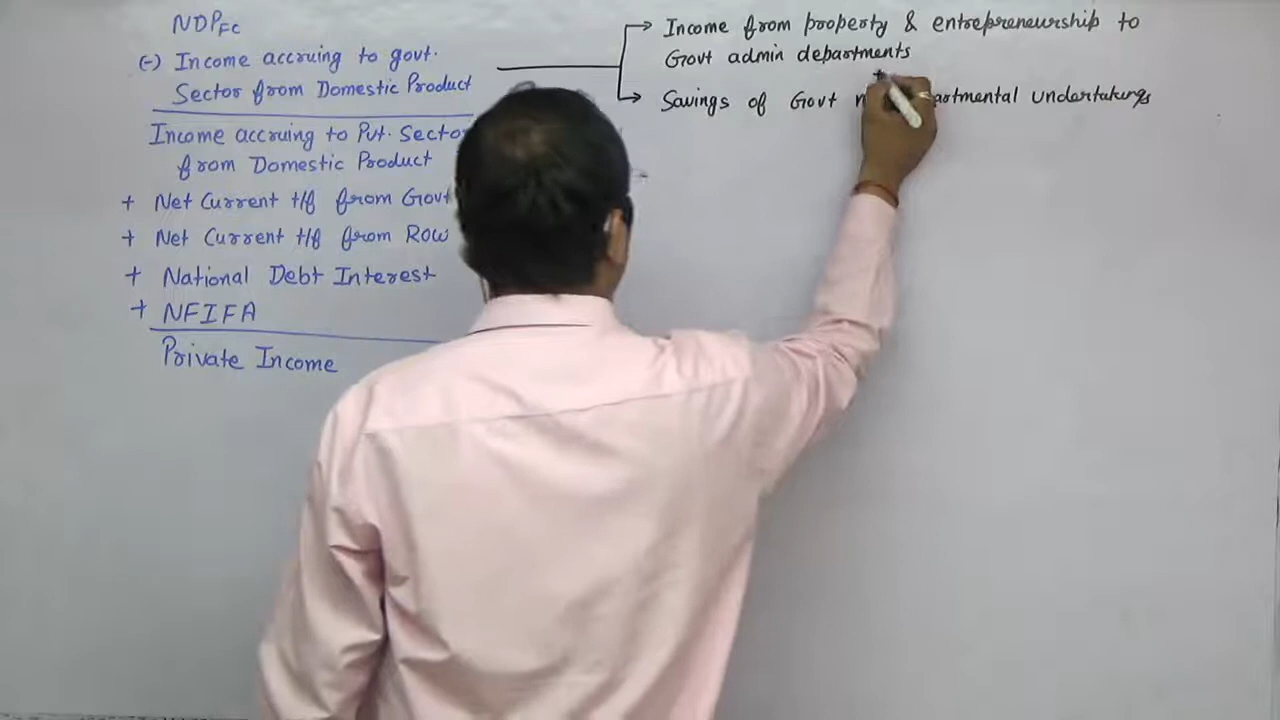 NDPFC
(-) Income accruing to govt.
Sector from Domestic Product
Income accruing to Pvt. Secto
from Domestic Product
+ Net Current t/f from Govt
+ Net Current t/f from ROW
+ National Debt Interest
+ NFIFA
Private Income
Income from property & entrepreneurship to
Govt admin departments
+
Savings of Govt n artmental undertakings